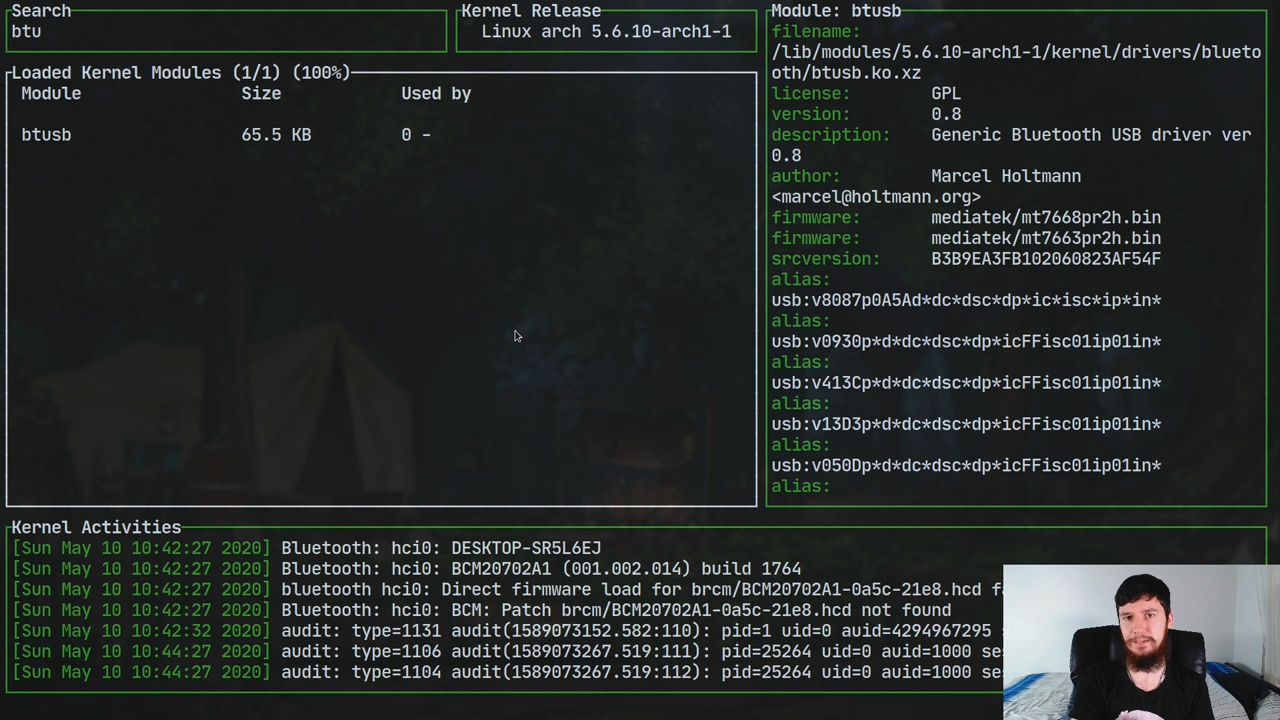 Search
btu
Kernel Release
Linux arch 5.6.10-arch1-1
Loaded Kernel Modules (1/1) (100%)
Module Size Used by
btusb 65.5 KB 0 -
Module: btusb
filename:
/lib/modules/5.6.10-arch1-1/kernel/drivers/blueto
oth/btusb.ko.xz
license: GPL
version: 0.8
description: Generic Bluetooth USB driver ver
0.8
author: Marcel Holtmann
<marcel@holtmann.org>
firmware: mediatek/mt7668pr2h.bin
firmware: mediatek/mt7663pr2h.bin
srcversion: B3B9EA3FB102060823AF54F
alias:
usb:v8087p0A5Ad*dc*dsc*dp*ic*isc*ip*in*
alias:
usb:v0930p*d*dc*dsc*dp*icFFisc01ip01in*
alias:
usb:v413Cp*d*dc*dsc*dp*icFFisc01ip01in*
alias:
usb:v13D3p*d*dc*dsc*dp*icFFisc01ip01in*
alias:
usb:v050Dp*d*dc*dsc*dp*icFFisc01ip01in*
alias:
Kernel Activities
[Sun May 10 10:42:27 2020] Bluetooth: hci0: DESKTOP-SR5L6EJ
[Sun May 10 10:42:27 2020] Bluetooth: hci0: BCM20702A1 (001.002.014) build 1764
[Sun May 10 10:42:27 2020] bluetooth hci0: Direct firmware load for brcm/BCM20702A1-0a5c-21e8.hcd
[Sun May 10 10:42:27 2020] Bluetooth: hci0: BCM: Patch brcm/BCM20702A1-0a5c-21e8.hcd not found
[Sun May 10 10:42:32 2020] audit: type=1131 audit(1589073152.582:110): pid=1 uid=0 auid=4294967295
[Sun May 10 10:44:27 2020] audit: type=1106 audit(1589073267.519:111): pid=25264 uid=0 auid=1000
[Sun May 10 10:44:27 2020] audit: type=1104 audit(1589073267.519:112): pid=25264 uid=0 auid=1000